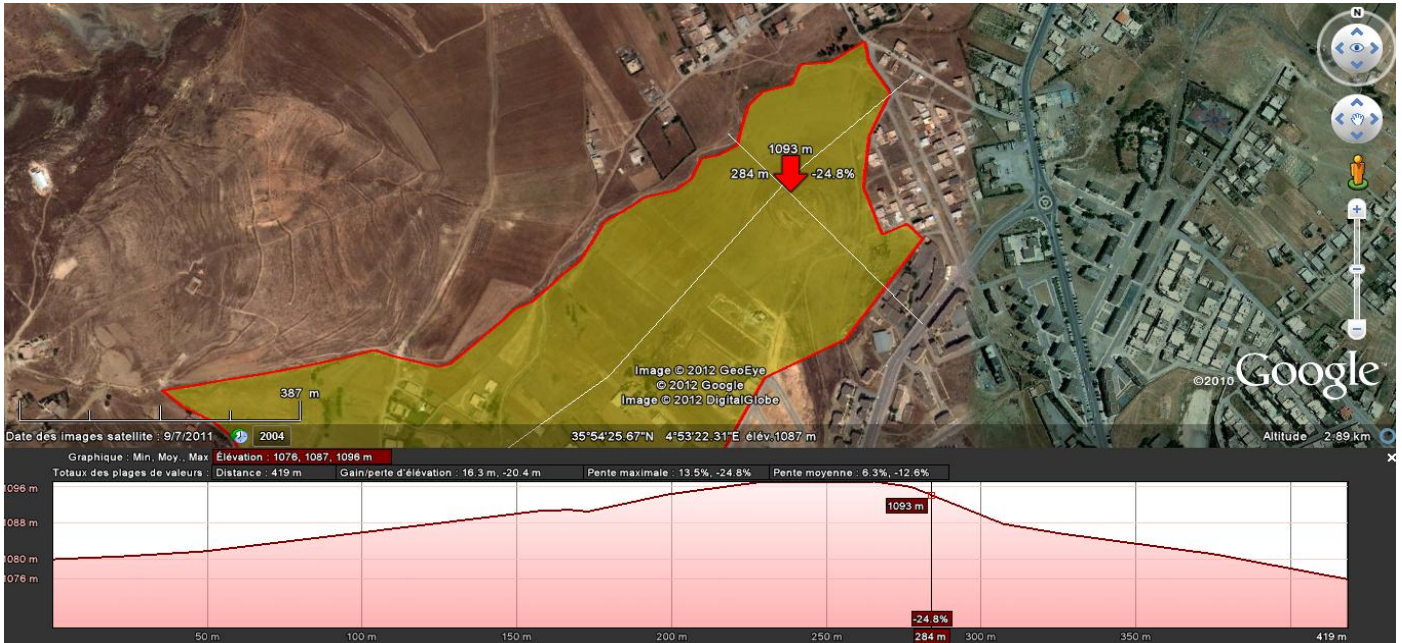 N
1093 m
284 m -24.8%
Image © 2012 GeoEye
© 2012 Google
Image © 2012 DigitalGlobe
©2010 Google
387 m
Date des images satellite : 9/7/2011 2004 35°54'25.67"N 4°53'22.31"E élév. 1087 m Altitude 2.89 km
Graphique : Min, Moy., Max Élévation : 1076, 1087, 1096 m
Totaux des plages de valeurs : Distance : 419 m Gain/perte d'élévation : 16.3 m, -20.4 m Pente maximale : 13.5%, -24.8% Pente moyenne : 6.3%, -12.6%
1096 m
1093 m
1088 m
1080 m
1076 m
-24.8%
50 m 100 m 150 m 200 m 250 m 284 m 300 m 350 m 419 m